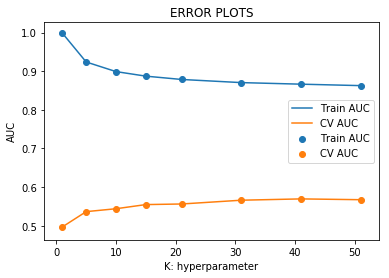 ERROR PLOTS
1.0
0.9
0.8
0.7
0.6
0.5
AUC
Train AUC
CV AUC
Train AUC
CV AUC
0 10 20 30 40 50
K: hyperparameter